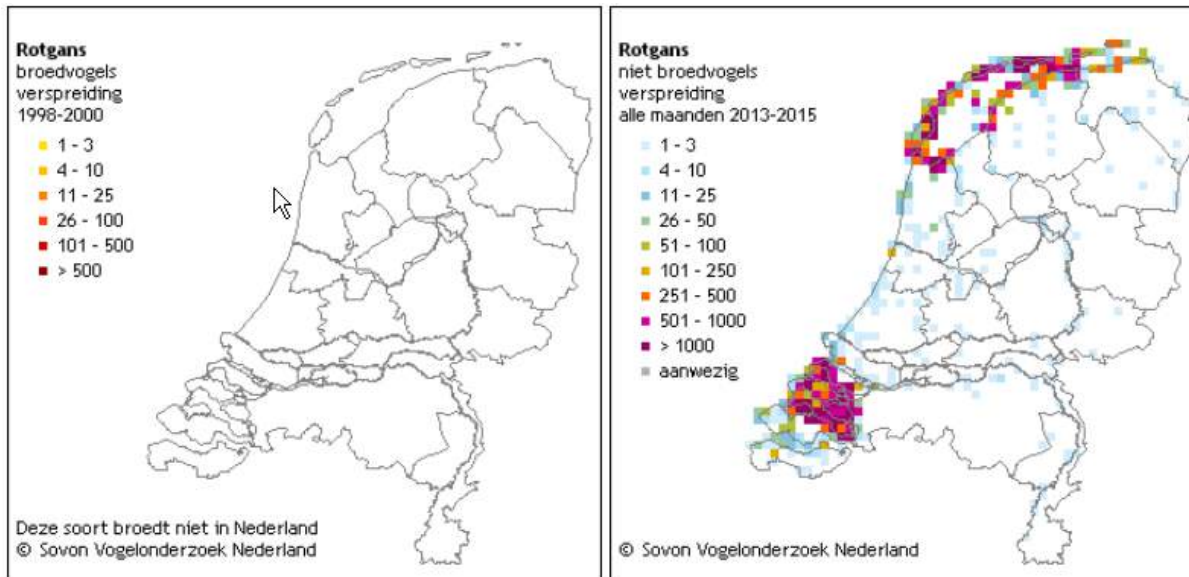 Rotgans
broedvogels
verspreiding
1998-2000
1 - 3
4 - 10
11 - 25
26 - 100
101 - 500
> 500
Deze soort broedt niet in Nederland
© Sovon Vogelonderzoek Nederland
Rotgans
niet broedvogels
verspreiding
alle maanden 2013-2015
1 - 3
4 - 10
11 - 25
26 - 50
51 - 100
101 - 250
251 - 500
501 - 1000
> 1000
aanwezig
© Sovon Vogelonderzoek Nederland